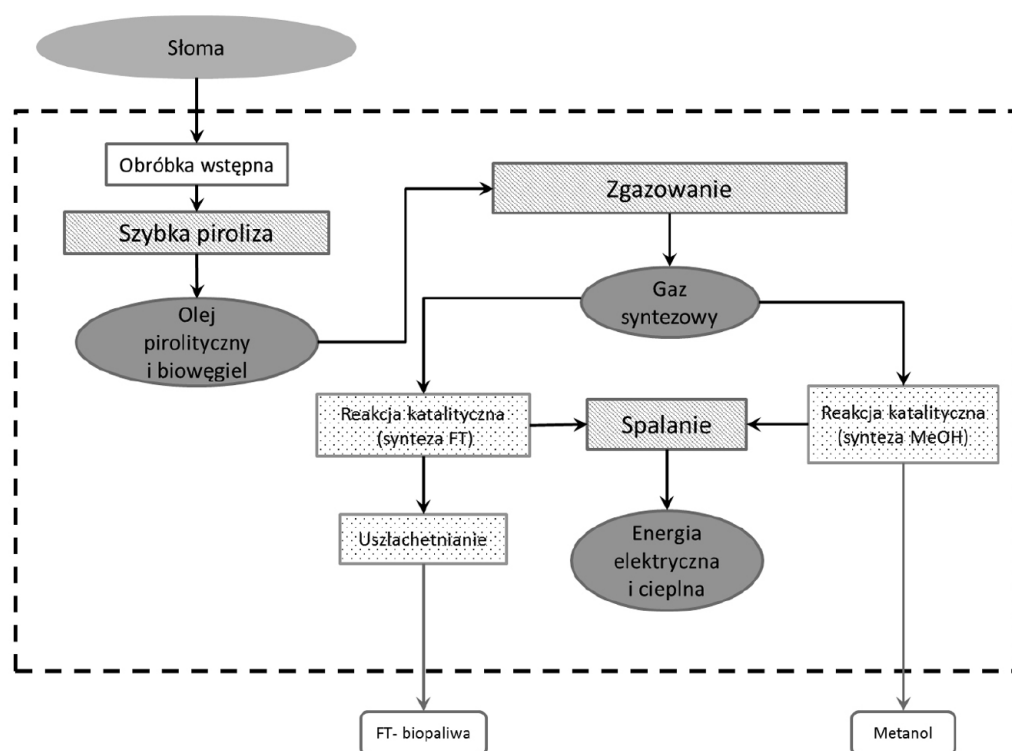 Słoma
Obróbka wstępna
Szybka piroliza
Olej
pirolityczny
i biowęgiel
Zgazowanie
Gaz
syntezowy
Reakcja katalityczna
(synteza FT)
Spalanie
Reakcja katalityczna
(synteza MeOH)
Uszlachetnianie
Energia
elektryczna
i cieplna
FT- biopaliwa
Metanol